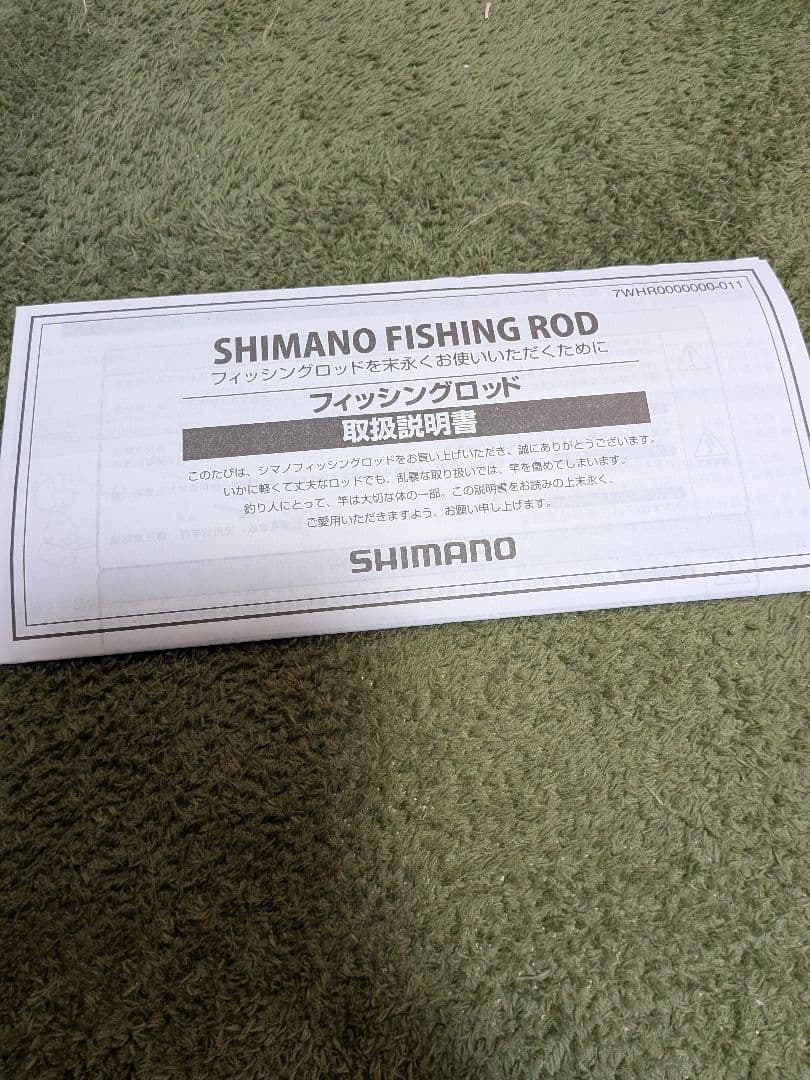 7WHR0000000-011
SHIMANO FISHING ROD
フィッシングロッドを末永くお使いいただくために
フィッシングロッド
取扱説明書
このたびは、シマノフィッシングロッドをお買い上げいただき、誠にありがとうございます。
いかに軽くて丈夫なロッドでも、乱暴な取り扱いでは、竿を傷めてしまいます。
釣り人にとって、竿は大切な体の一部。この説明書をお読みの上末永く、
ご愛用いただきますよう、お願い申し上げます。
SHIMANO